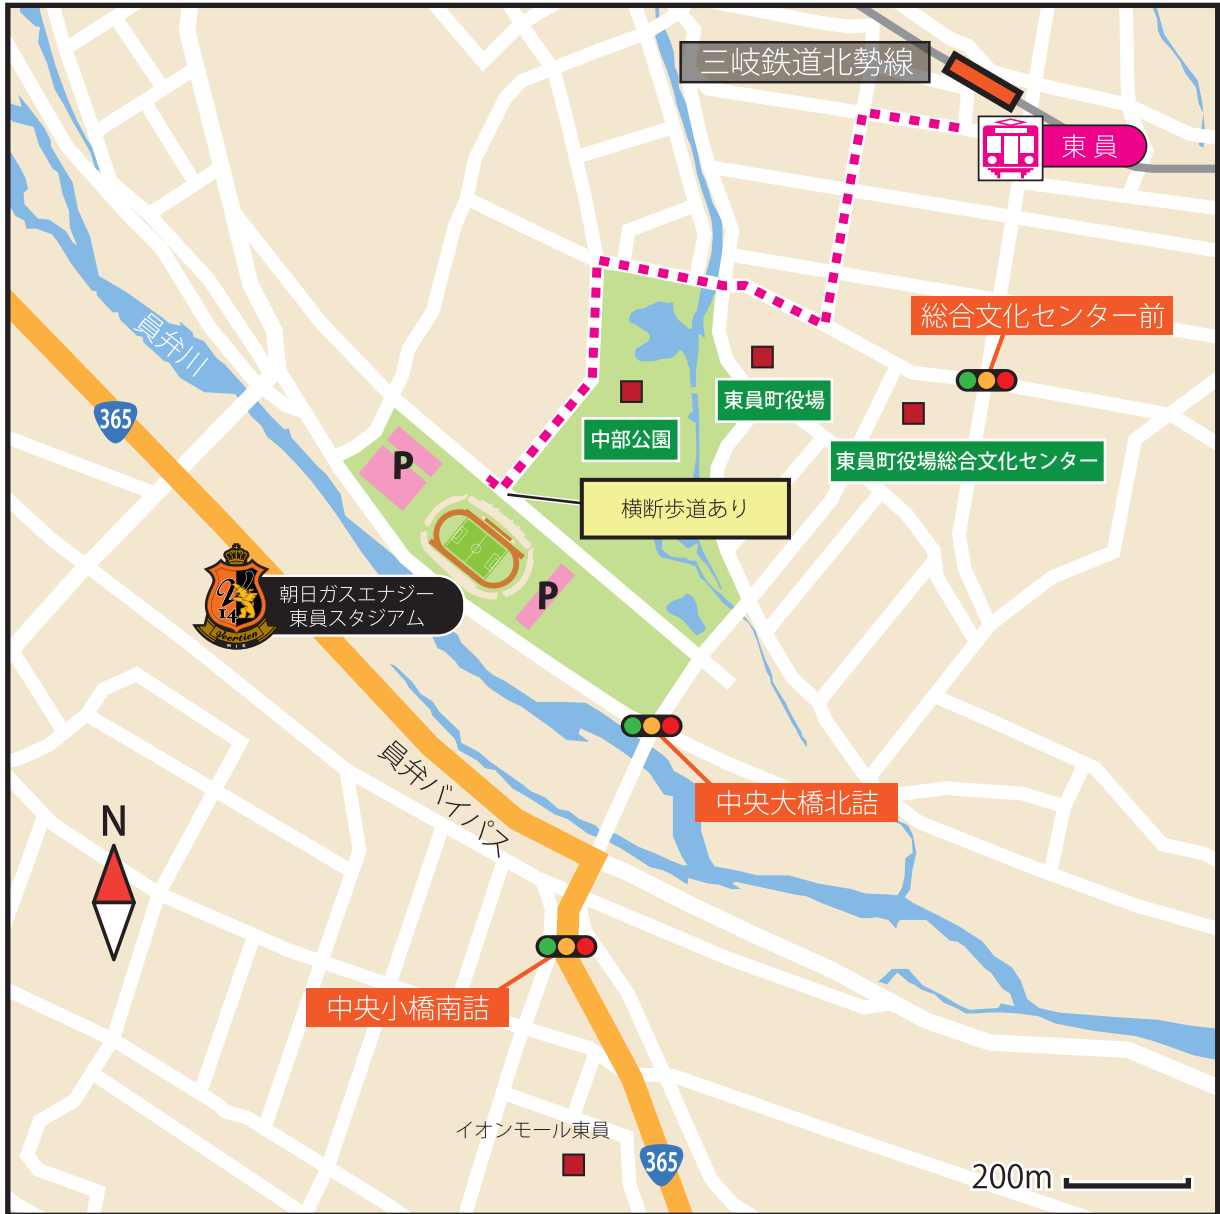 三岐鉄道北勢線
東員
総合文化センター前
員弁川
365
東員町役場
中部公園
東員町役場総合文化センター
P
横断歩道あり
P
朝日ガスエナジー
東員スタジアム
V
14
Veertien
MIE
員弁バイパス
中央大橋北詰
N
中央小橋南詰
イオンモール東員
365
200m